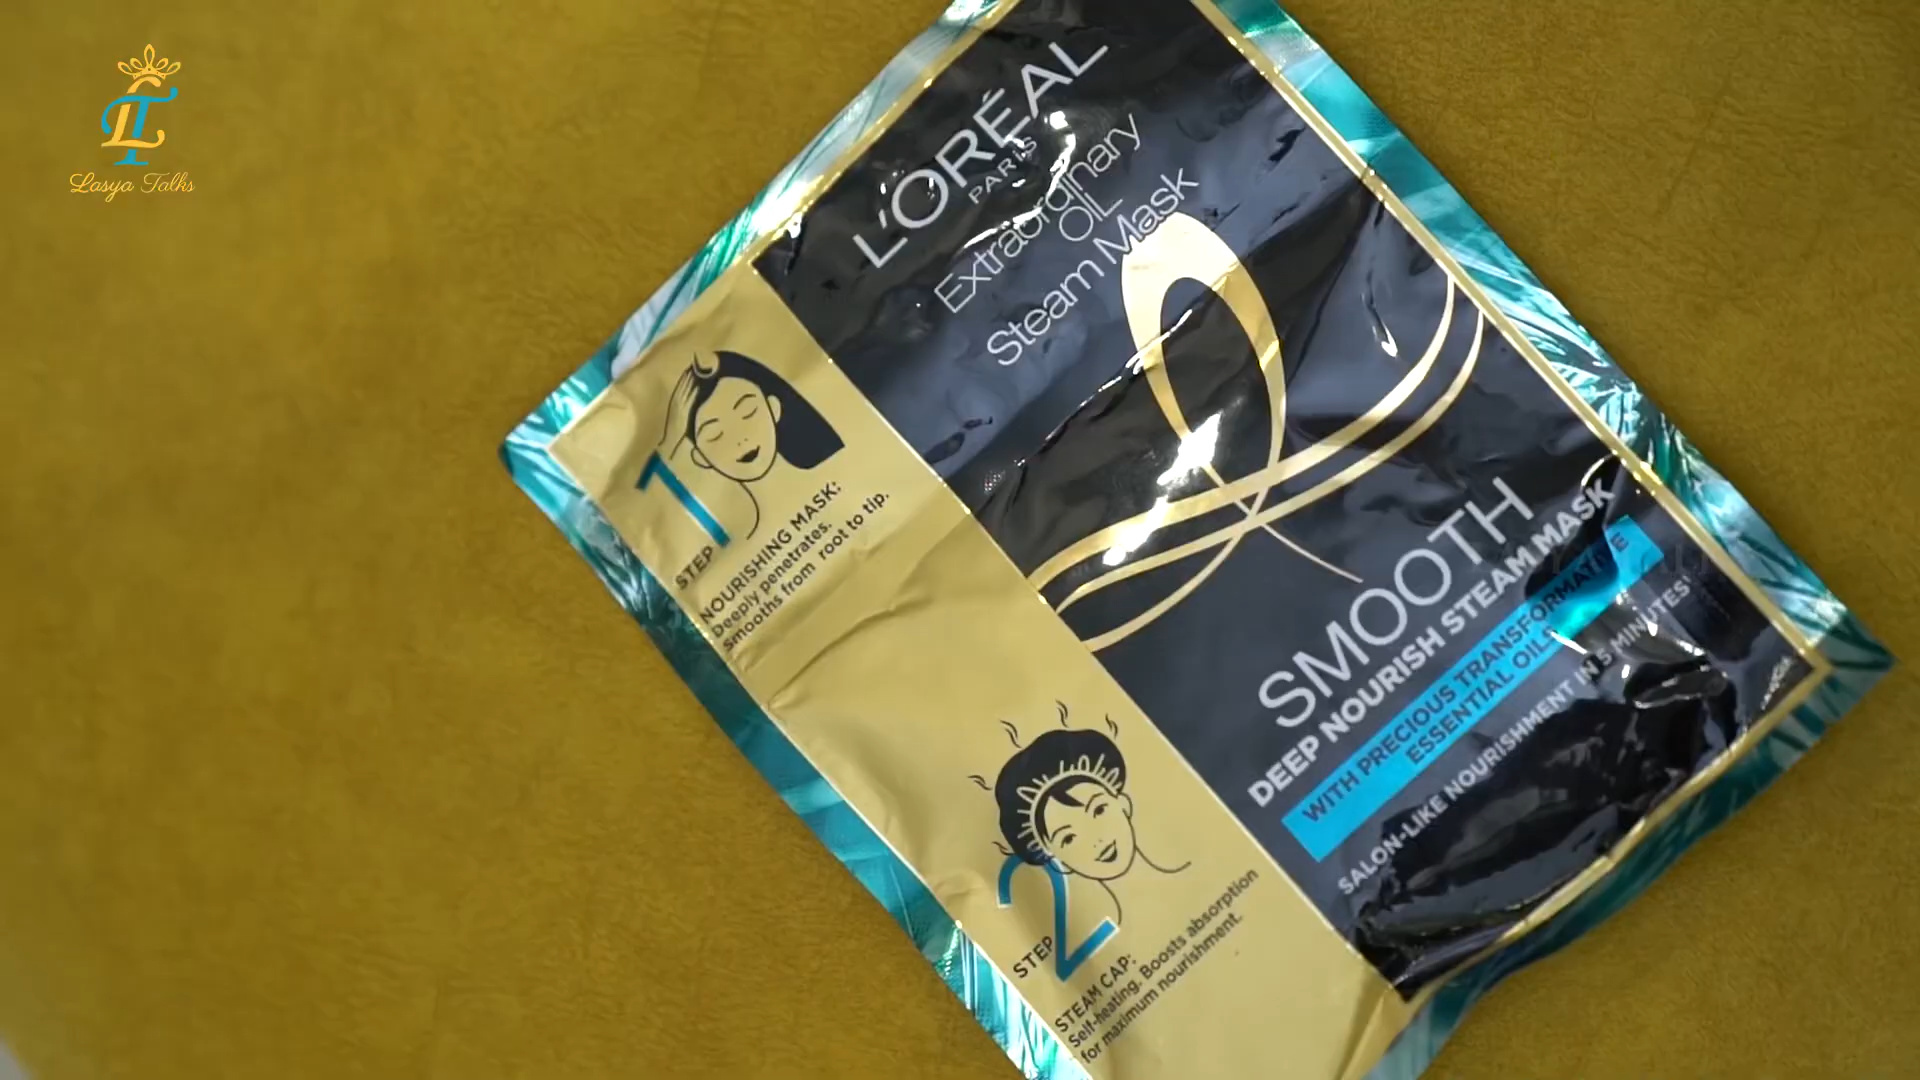 LT
Lasya Talks
L'ORÉAL
PARIS
Extraordinary
OIL
Steam Mask
1
STEP
NOURISHING MASK:
Deeply penetrates.
Smooths from root to tip.
2
STEP
STEAM CAP:
Self-heating. Boosts absorption
for maximum nourishment.
SMOOTH
DEEP NOURISH STEAM MASK
WITH PRECIOUS TRANSFORMATIVE
ESSENTIAL OILS
SALON-LIKE NOURISHMENT IN 5 MINUTES¹